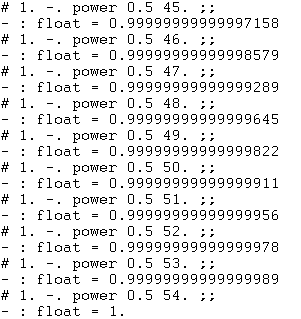 # 1. -. power 0.5 45. ;;
- : float = 0.99999999999997158
# 1. -. power 0.5 46. ;;
- : float = 0.99999999999998579
# 1. -. power 0.5 47. ;;
- : float = 0.99999999999999289
# 1. -. power 0.5 48. ;;
- : float = 0.99999999999999645
# 1. -. power 0.5 49. ;;
- : float = 0.99999999999999822
# 1. -. power 0.5 50. ;;
- : float = 0.99999999999999911
# 1. -. power 0.5 51. ;;
- : float = 0.99999999999999956
# 1. -. power 0.5 52. ;;
- : float = 0.99999999999999978
# 1. -. power 0.5 53. ;;
- : float = 0.99999999999999989
# 1. -. power 0.5 54. ;;
- : float = 1.